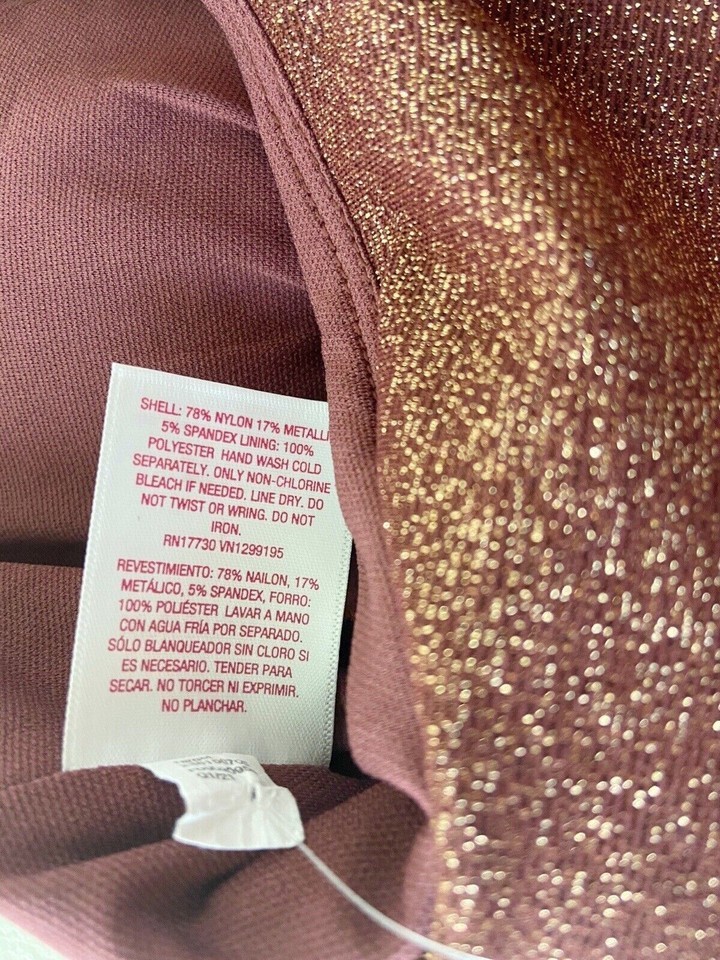 SHELL: 78% NYLON 17% METALLI
5% SPANDEX LINING: 100%
POLYESTER HAND WASH COLD
SEPARATELY. ONLY NON-CHLORINE
BLEACH IF NEEDED. LINE DRY. DO
NOT TWIST OR WRING. DO NOT
IRON.
RN17730 VN1299195
REVESTIMIENTO: 78% NAILON, 17%
METÁLICO, 5% SPANDEX, FORRO:
100% POLIÉSTER LAVAR A MANO
CON AGUA FRÍA POR SEPARADO.
SÓLO BLANQUEADOR SIN CLORO SI
ES NECESARIO. TENDER PARA
SECAR. NO TORCER NI EXPRIMIR.
NO PLANCHAR.